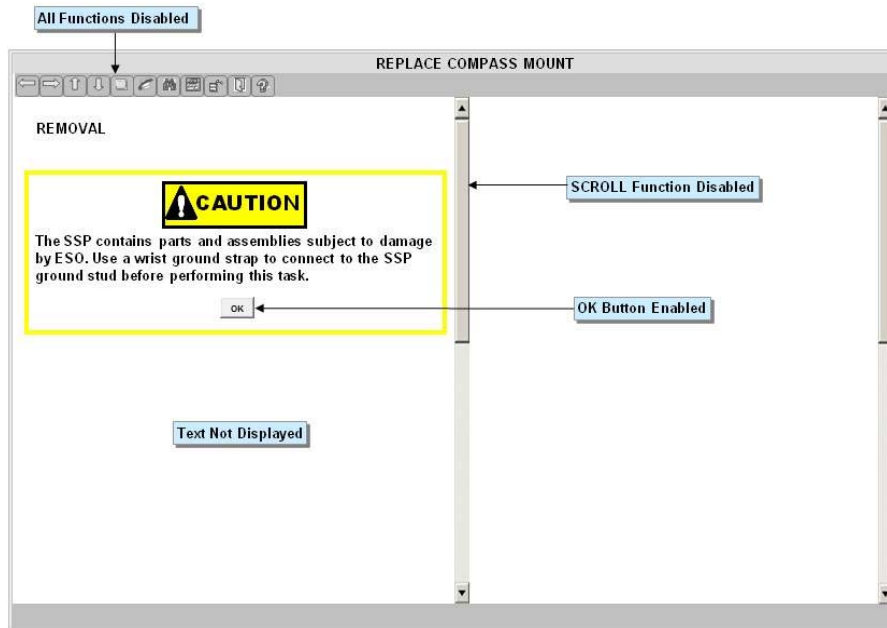 All Functions Disabled
REPLACE COMPASS MOUNT
REMOVAL
CAUTION
The SSP contains parts and assemblies subject to damage
by ESO. Use a wrist ground strap to connect to the SSP
ground stud before performing this task.
OK
SCROLL Function Disabled
OK Button Enabled
Text Not Displayed